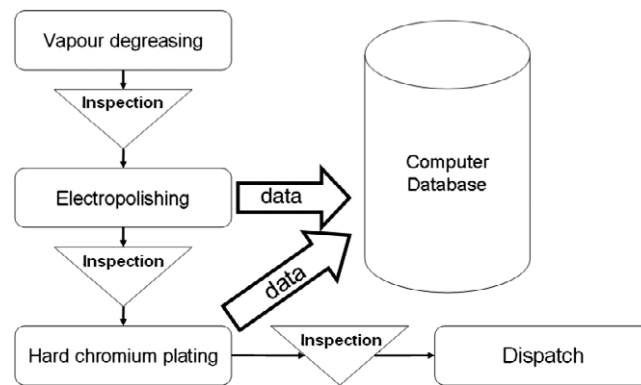 Vapour degreasing
Inspection
Electropolishing
data
Computer
Database
Inspection
data
Hard chromium plating
Inspection
Dispatch